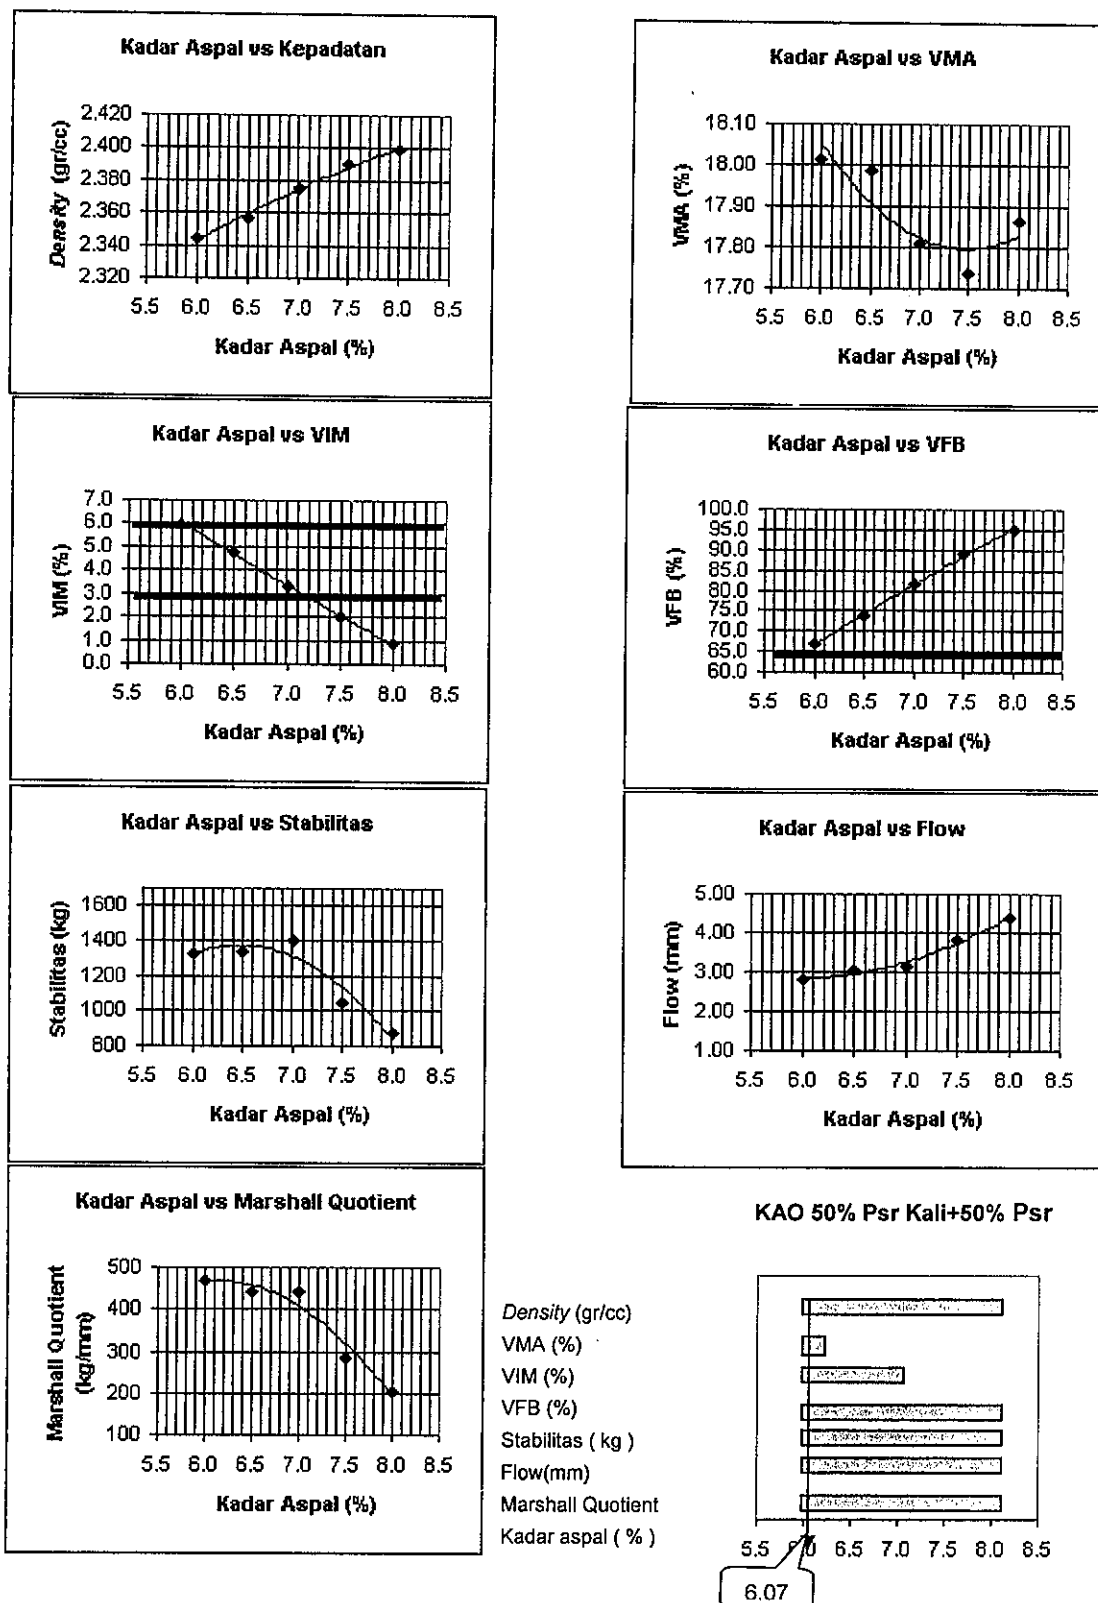 Kadar Aspal vs Kepadatan
Density (gr/cc)
2.420
2.400
2.380
2.360
2.340
2.320
5.5 6.0 6.5 7.0 7.5 8.0 8.5
Kadar Aspal (%)
Kadar Aspal vs VMA
VMA (%)
18.10
18.00
17.90
17.80
17.70
5.5 6.0 6.5 7.0 7.5 8.0 8.5
Kadar Aspal (%)
Kadar Aspal vs VIM
VIM (%)
7.0
6.0
5.0
4.0
3.0
2.0
1.0
0.0
5.5 6.0 6.5 7.0 7.5 8.0 8.5
Kadar Aspal (%)
Kadar Aspal vs VFB
VFB (%)
100.0
95.0
90.0
85.0
80.0
75.0
70.0
65.0
60.0
5.5 6.0 6.5 7.0 7.5 8.0 8.5
Kadar Aspal (%)
Kadar Aspal vs Stabilitas
Stabilitas (kg)
1600
1400
1200
1000
800
5.5 6.0 6.5 7.0 7.5 8.0 8.5
Kadar Aspal (%)
Kadar Aspal vs Flow
Flow (mm)
5.00
4.00
3.00
2.00
1.00
5.5 6.0 6.5 7.0 7.5 8.0 8.5
Kadar Aspal (%)
Kadar Aspal vs Marshall Quotient
Marshall Quotient
(kg/mm)
500
400
300
200
100
5.5 6.0 6.5 7.0 7.5 8.0 8.5
Kadar Aspal (%)
KAO 50% Psr Kali+50% Psr
Density (gr/cc)
VMA (%)
VIM (%)
VFB (%)
Stabilitas ( kg )
Flow(mm)
Marshall Quotient
Kadar aspal ( % )
5.5 6.0 6.5 7.0 7.5 8.0 8.5
6.07